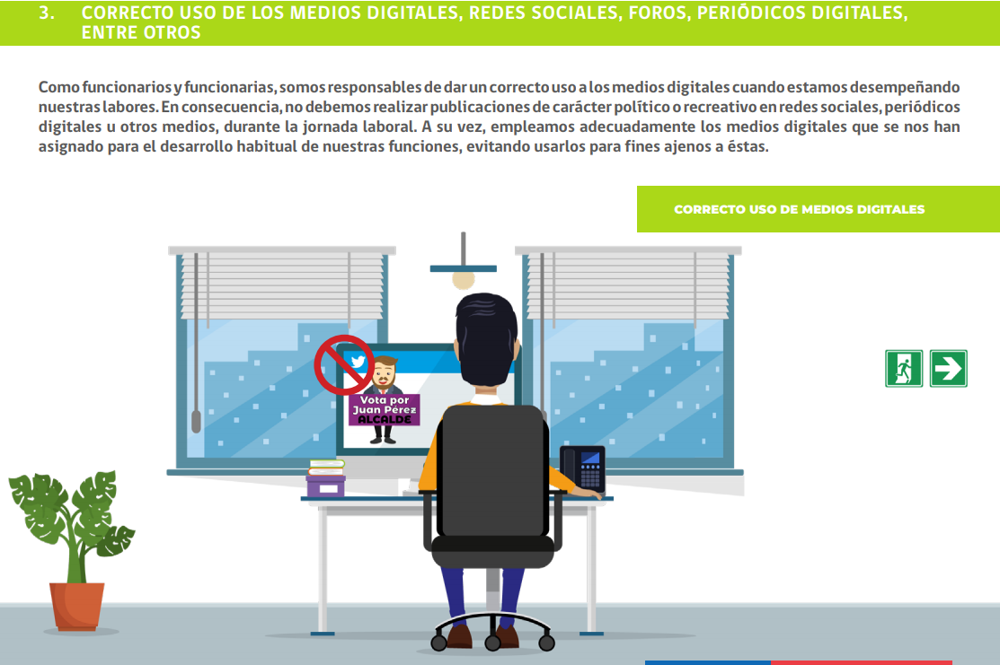 3. CORRECTO USO DE LOS MEDIOS DIGITALES, REDES SOCIALES, FOROS, PERIÓDICOS DIGITALES,
ENTRE OTROS
Como funcionarios y funcionarias, somos responsables de dar un correcto uso a los medios digitales cuando estamos desempeñando
nuestras labores. En consecuencia, no debemos realizar publicaciones de carácter político o recreativo en redes sociales, periódicos
digitales u otros medios, durante la jornada laboral. A su vez, empleamos adecuadamente los medios digitales que se nos han
asignado para el desarrollo habitual de nuestras funciones, evitando usarlos para fines ajenos a éstas.
CORRECTO USO DE MEDIOS DIGITALES
Vota por
Juan Pérez
ALCALDE